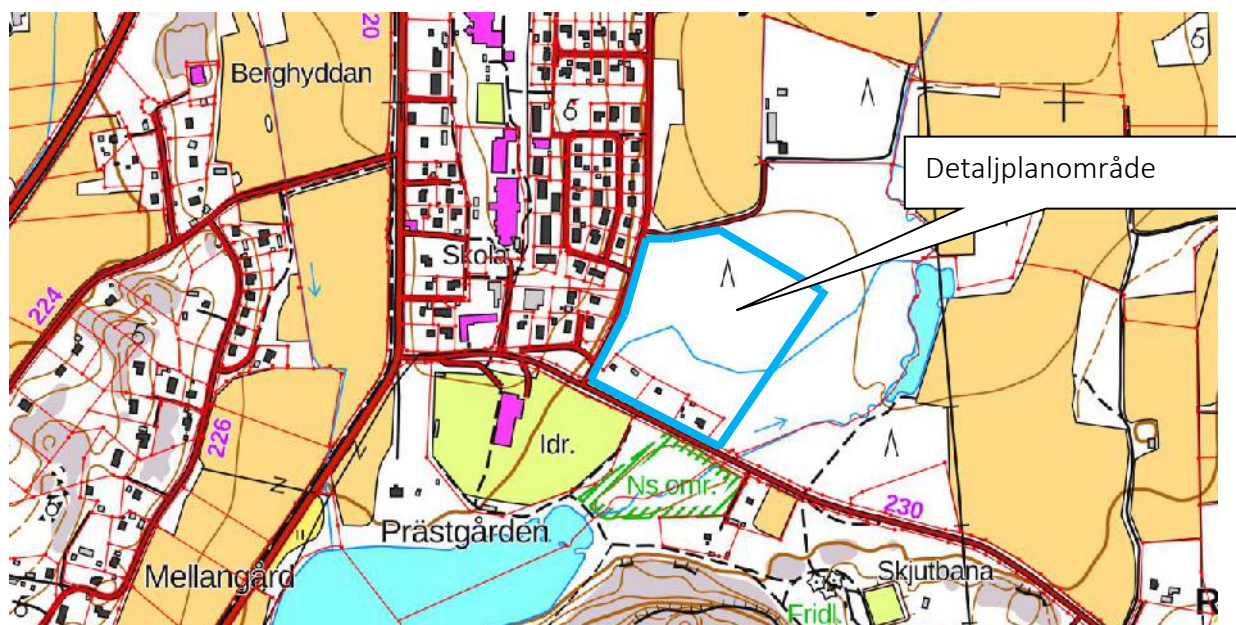 20
Berghyddan
Detaljplanområde
Skola
224
226
Idr.
Ns omr.
230
Prästgården
Mellangård
Skjutbana
Fridl.
R